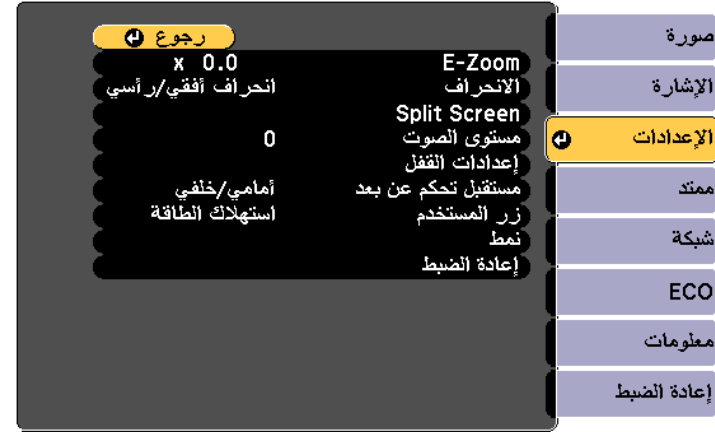 صورة
الإشارة
الإعدادات
ممتد
شبكة
ECO
معلومات
إعادة الضبط
رجوع
E-Zoom x 0.0
الانحراف انحراف أفقي/رأسي
Split Screen
مستوى الصوت 0
إعدادات القفل
مستقبل تحكم عن بعد أمامي/خلفي
زر المستخدم استهلاك الطاقة
نمط
إعادة الضبط